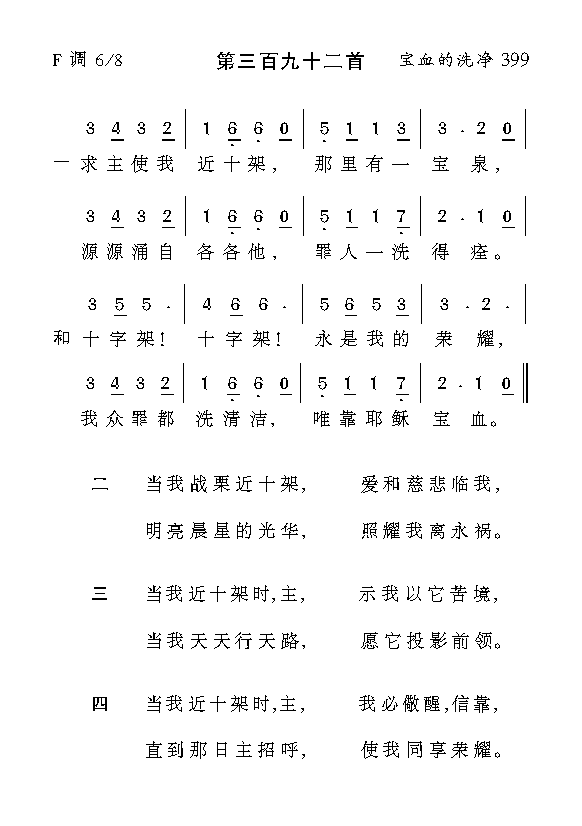 F 调 6/8 第三百九十二首 宝血的洗净 399
3 4 3 2 | 1 6 6 0 | 5 1 1 3 | 3 . 2 0 |
一 求主使我 近十架， 那里有一 宝泉，
3 4 3 2 | 1 6 6 0 | 5 1 1 7 | 2 . 1 0 |
源源涌自 各各他， 罪人一洗 得痊。
3 5 5 . | 4 6 6 . | 5 6 5 3 | 3 . 2 . |
和 十字架！ 十字架！ 永是我的 荣耀，
3 4 3 2 | 1 6 6 0 | 5 1 1 7 | 2 . 1 0 ‖
我众罪都 洗清洁， 唯靠耶稣 宝血。
二 当我战栗近十架， 爱和慈悲临我，
明亮晨星的光华， 照耀我离永祸。
三 当我近十架时,主， 示我以它苦境，
当我天天行天路， 愿它投影前领。
四 当我近十架时,主， 我必儆醒,信靠，
直到那日主招呼， 使我同享荣耀。